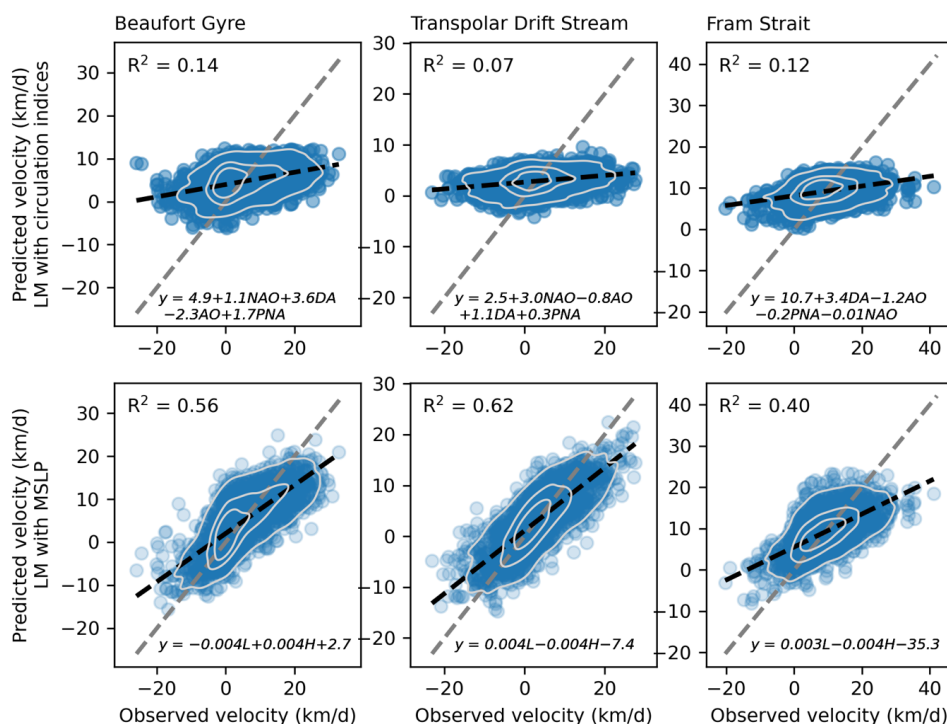 Beaufort Gyre
Transpolar Drift Stream
Fram Strait
Predicted velocity (km/d)
LM with circulation indices
30
20
10
0
−10
−20
R² = 0.14
y = 4.9+1.1NAO+3.6DA
−2.3AO+1.7PNA
−20
0
20
30
20
10
0
−10
−20
R² = 0.07
y = 2.5+3.0NAO−0.8AO
+1.1DA+0.3PNA
−20
0
20
40
30
20
10
0
−10
−20
R² = 0.12
y = 10.7+3.4DA−1.2AO
−0.2PNA−0.01NAO
−20
0
20
40
Predicted velocity (km/d)
LM with MSLP
30
20
10
0
−10
−20
R² = 0.56
y = −0.004L+0.004H+2.7
−20
0
20
Observed velocity (km/d)
30
20
10
0
−10
−20
R² = 0.62
y = 0.004L−0.004H−7.4
−20
0
20
Observed velocity (km/d)
40
30
20
10
0
−10
−20
R² = 0.40
y = 0.003L−0.004H−35.3
−20
0
20
40
Observed velocity (km/d)